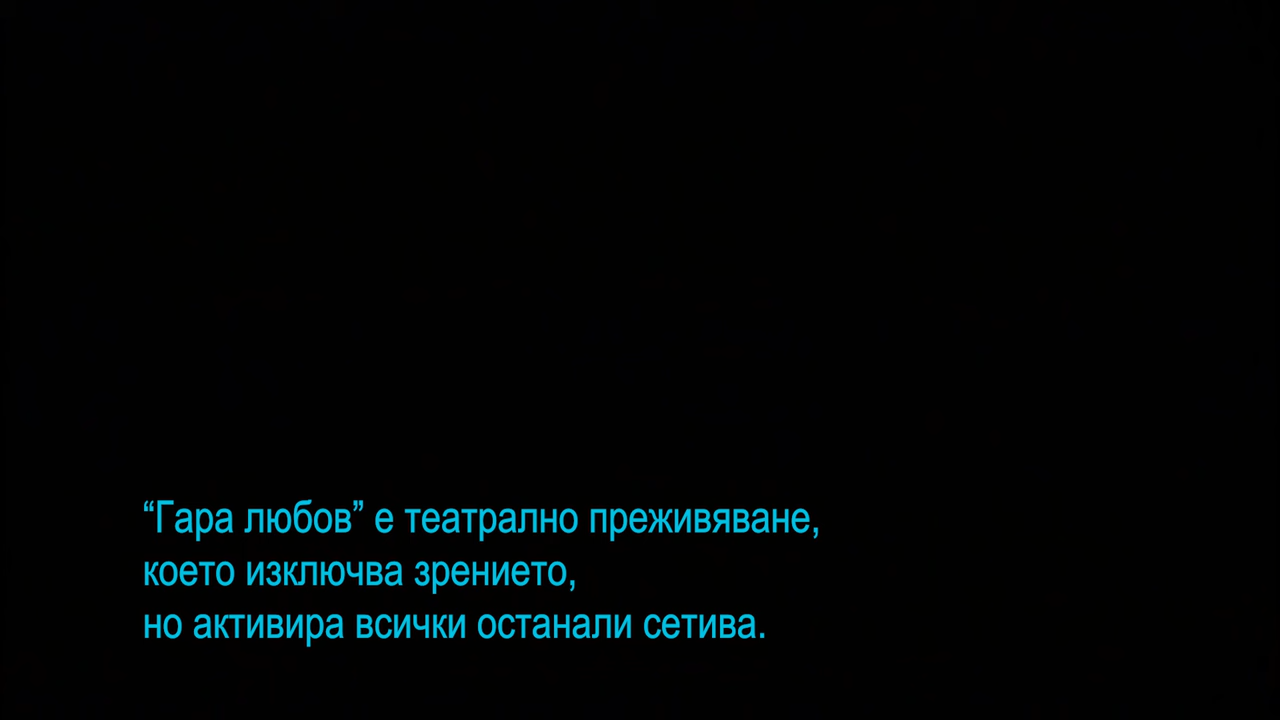 “Гара любов” е театрално преживяване,
което изключва зрението,
но активира всички останали сетива.